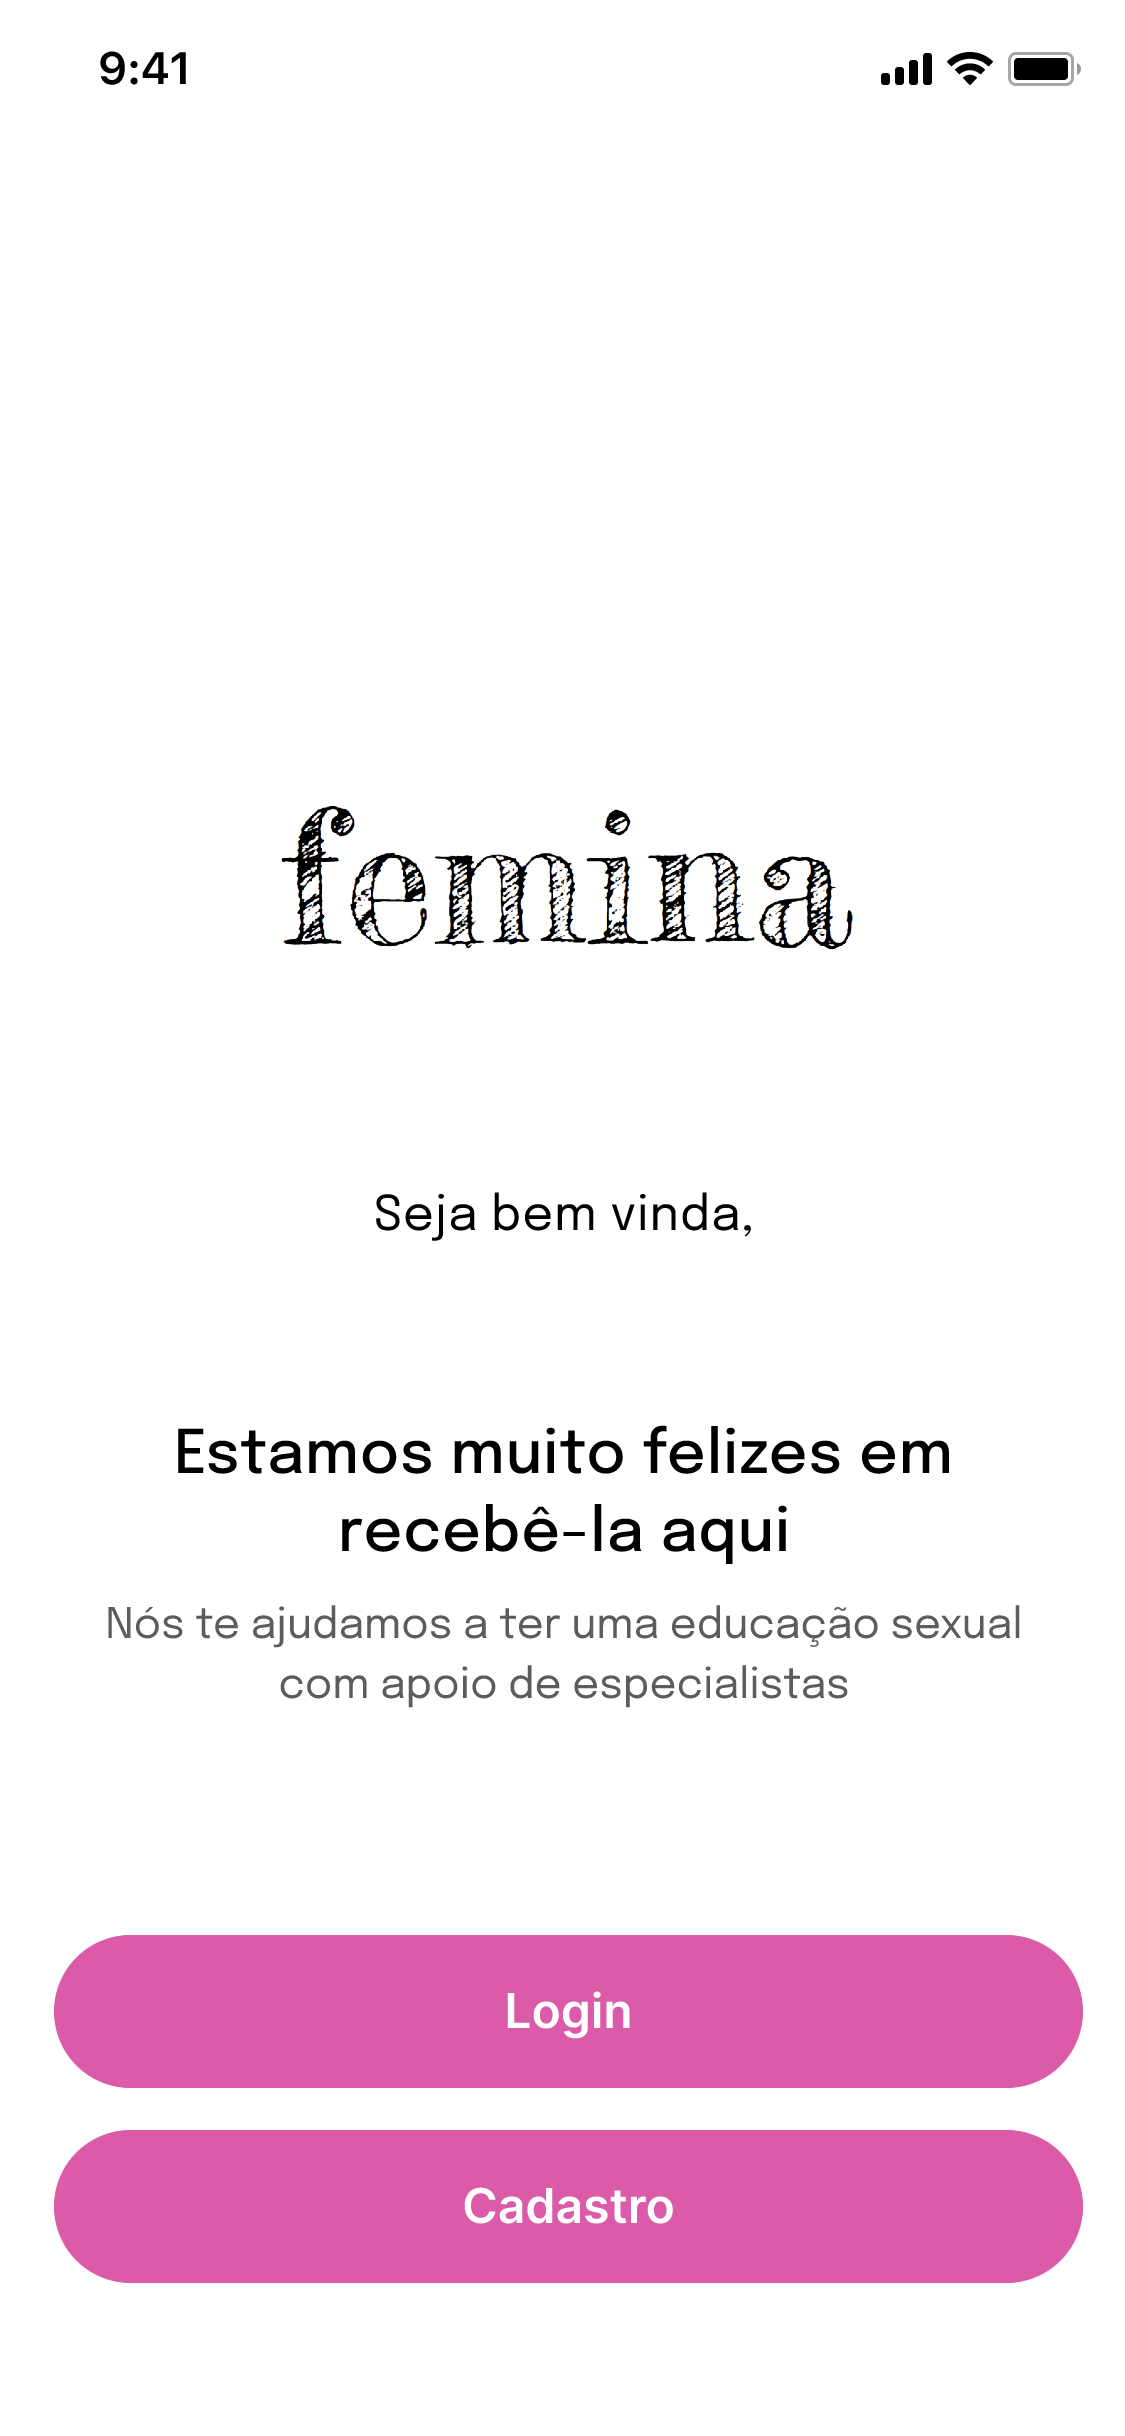 9:41
femina
Seja bem vinda,
Estamos muito felizes em
recebê-la aqui
Nós te ajudamos a ter uma educação sexual
com apoio de especialistas
Login
Cadastro